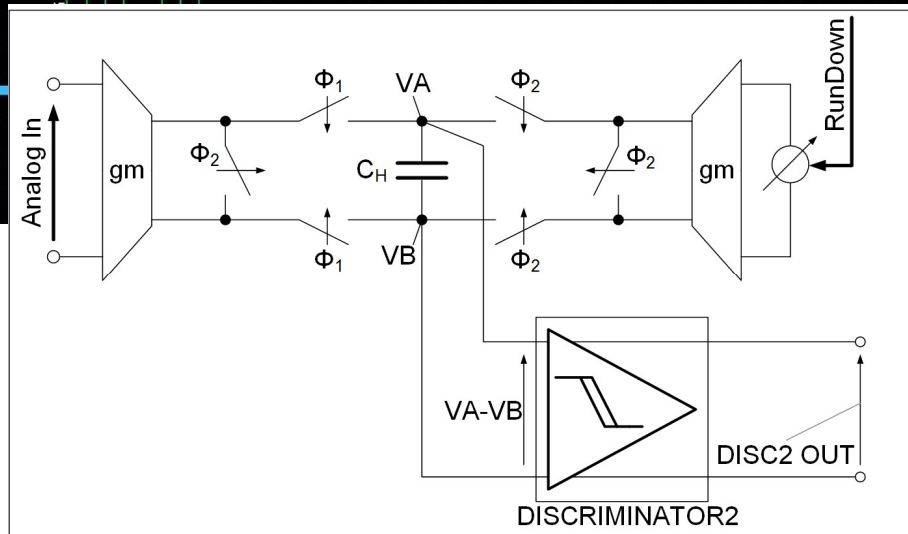 Φ1
VA
Φ2
RunDown
Analog In
gm
Φ2
CH
Φ2
gm
Φ1
VB
Φ2
VA-VB
DISC2 OUT
DISCRIMINATOR2